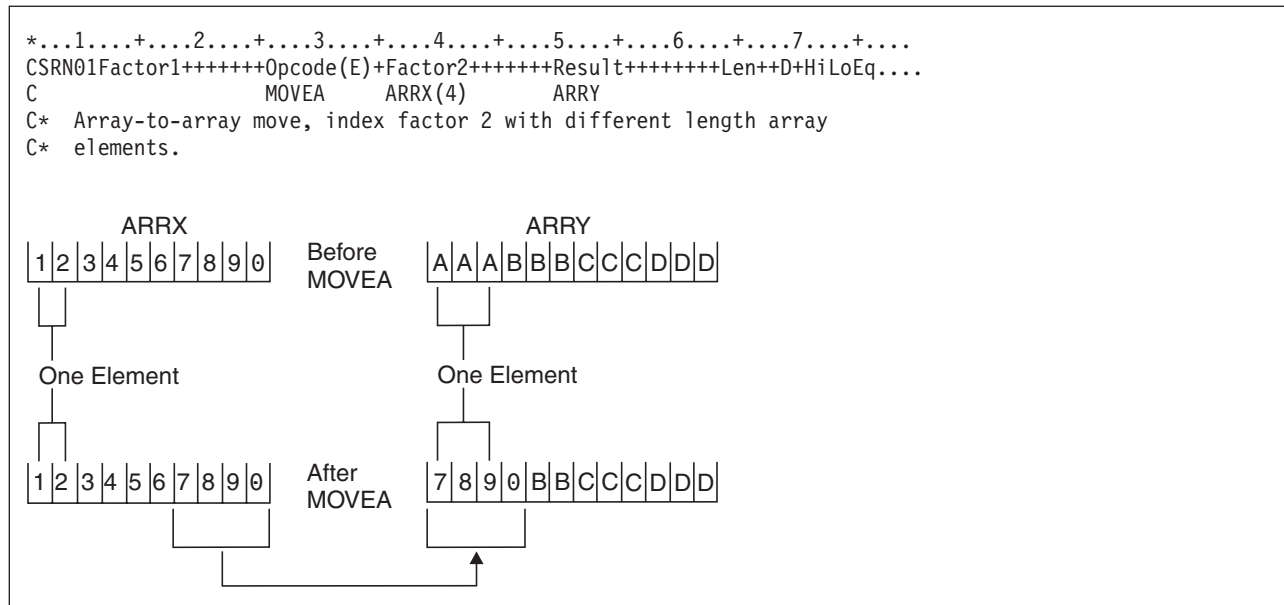 *...1....+....2....+....3....+....4....+....5....+....6....+....7....+....
CSRN01Factor1+++++++Opcode(E)+Factor2+++++++Result++++++++Len++D+HiLoEq....
C                   MOVEA     ARRX(4)       ARRY
C*  Array-to-array move, index factor 2 with different length array
C*  elements.
ARRX ARRY
1 2 3 4 5 6 7 8 9 0 Before MOVEA A A A B B B C C C D D D
One Element One Element
1 2 3 4 5 6 7 8 9 0 After MOVEA 7 8 9 0 B B C C C D D D